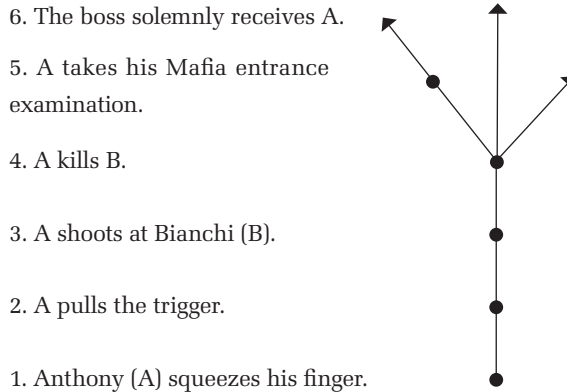 6. The boss solemnly receives A.
5. A takes his Mafia entrance
examination.
4. A kills B.
3. A shoots at Bianchi (B).
2. A pulls the trigger.
1. Anthony (A) squeezes his finger.